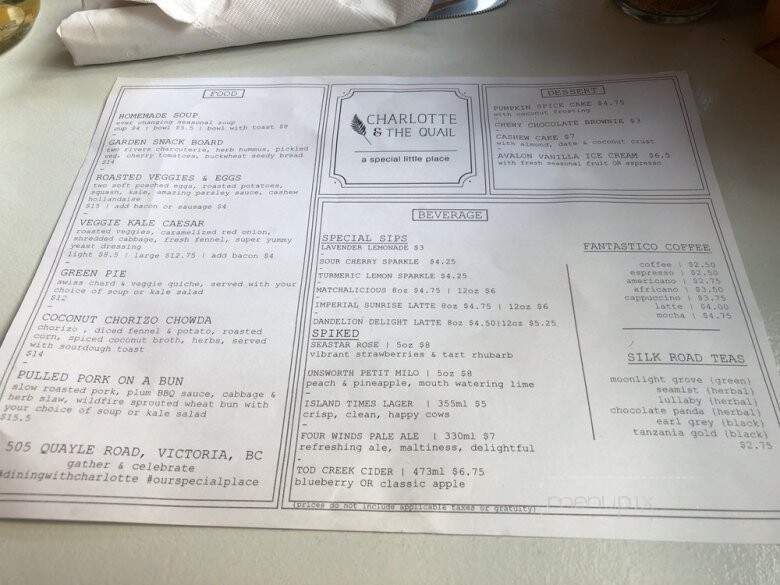 FOOD
HOMEMADE SOUP
ever changing seasonal soup
cup $4 | bowl $5.5 | bowl with toast $8
-
GARDEN SNACK BOARD
two rivers charcuterie, herb hummus, pickled
veg, cherry tomatoes, buckwheat seedy bread
$14
-
ROASTED VEGGIES & EGGS
two soft poached eggs, roasted potatoes,
squash, kale, amazing parsley sauce, cashew
hollandaise
$15 | add bacon or sausage $4
-
VEGGIE KALE CAESAR
roasted veggies, caramelized red onion,
shredded cabbage, fresh fennel, super yummy
yeast dressing
light $8.5 | large $12.75 | add bacon $4
-
GREEN PIE
swiss chard & veggie quiche, served with your
choice of soup or kale salad
$12
-
COCONUT CHORIZO CHOWDA
chorizo , diced fennel & potato, roasted
corn, spiced coconut broth, herbs, served
with sourdough toast
$14
-
PULLED PORK ON A BUN
slow roasted pork, plum BBQ sauce, cabbage &
herb slaw, wildfire sprouted wheat bun with
your choice of soup or kale salad
$15.5
505 QUAYLE ROAD, VICTORIA, BC
gather & celebrate
#diningwithcharlotte #ourspecialplace
CHARLOTTE
& THE QUAIL
a special little place
DESSERT
PUMPKIN SPICE CAKE $4.75
with coconut frosting
-
CHEWY CHOCOLATE BROWNIE $3
-
CASHEW CAKE $7
with almond, date & coconut crust
-
AVALON VANILLA ICE CREAM $6.5
with fresh seasonal fruit OR espresso
BEVERAGE
SPECIAL SIPS
LAVENDER LEMONADE $3
-
SOUR CHERRY SPARKLE $4.25
-
TURMERIC LEMON SPARKLE $4.25
-
MATCHALICIOUS 8oz $4.75 | 12oz $6
-
IMPERIAL SUNRISE LATTE 8oz $4.75 | 12oz $6
-
DANDELION DELIGHT LATTE 8oz $4.50|12oz $5.25
SPIKED
SEASTAR ROSE | 5oz $8
vibrant strawberries & tart rhubarb
-
UNSWORTH PETIT MILO | 5oz $8
peach & pineapple, mouth watering lime
-
ISLAND TIMES LAGER | 355ml $5
crisp, clean, happy cows
-
FOUR WINDS PALE ALE | 330ml $7
refreshing ale, maltiness, delightful
-
TOD CREEK CIDER | 473ml $6.75
blueberry OR classic apple
(prices do not include applicable taxes or gratuity)
FANTASTICO COFFEE
coffee | $2.50
espresso | $2.50
americano | $2.75
africano | $3.50
cappuccino | $3.75
latte | $4.00
mocha | $4.75
SILK ROAD TEAS
moonlight grove (green)
seamist (herbal)
lullaby (herbal)
chocolate panda (herbal)
earl grey (black)
tanzania gold (black)
$2.75
menupix